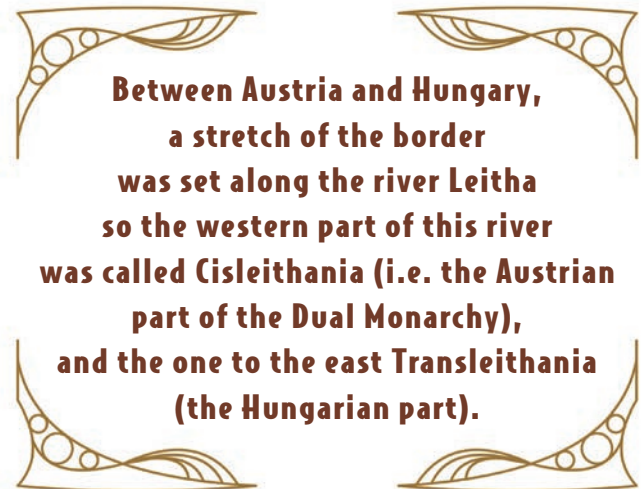 Between Austria and Hungary,
a stretch of the border
was set along the river Leitha
so the western part of this river
was called Cisleithania (i.e. the Austrian
part of the Dual Monarchy),
and the one to the east Transleithania
(the Hungarian part).